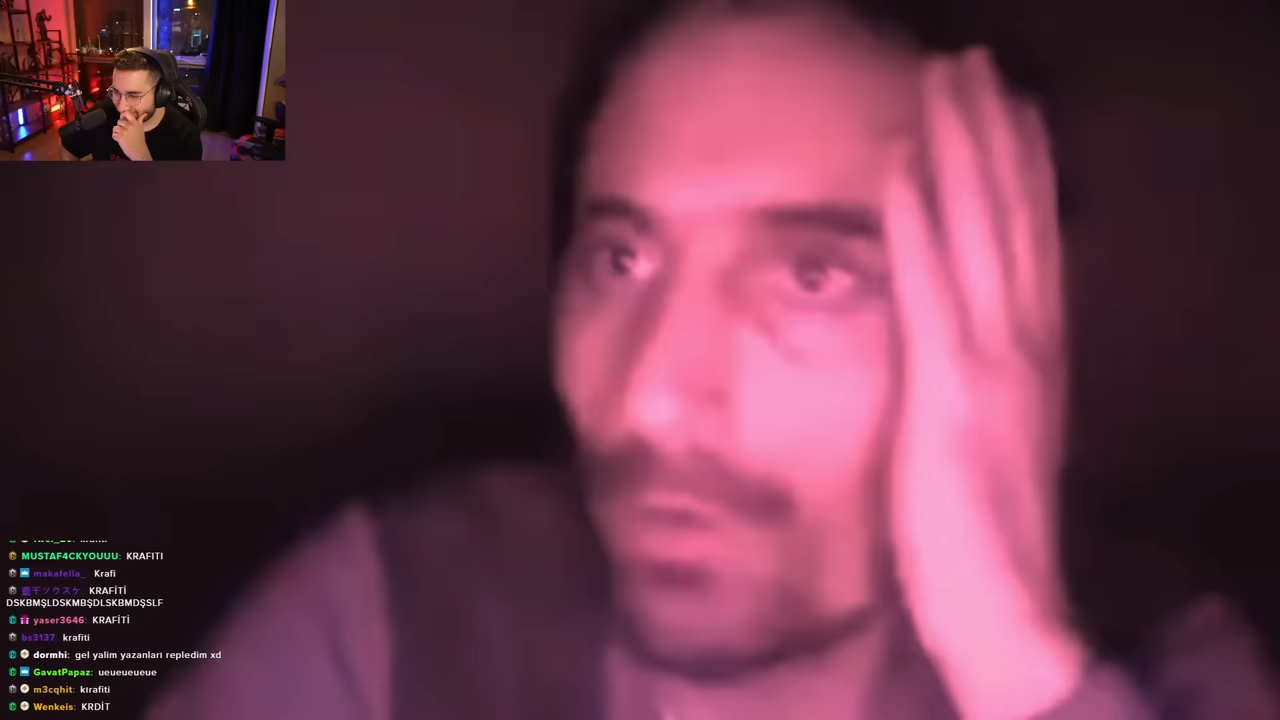 MUSTAF4CKYOUUU: KRAFITI
makafella_ Krafi
KRAFİTİ
DSKBMŞLDSKMBŞDLSKBMDŞSLF
yaser3646: KRAFİTİ
bs3137: krafiti
dormhi: gel yalim yazanları repledim xd
GavatPapaz: ueueueueue
m3cqhit: kırafiti
Wenkeis: KRDİT